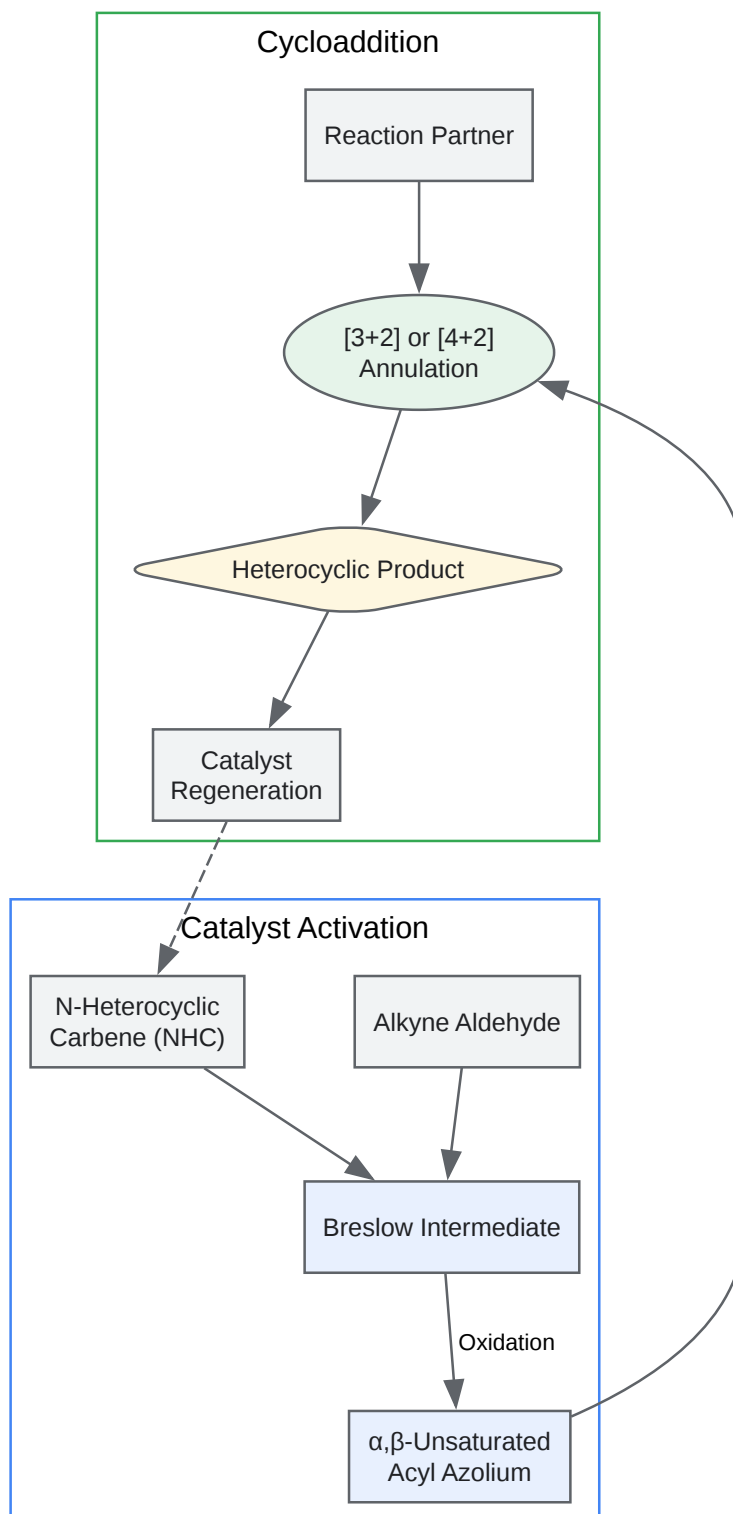 Cycloaddition
Reaction Partner
[3+2] or [4+2]
Annulation
Heterocyclic Product
Catalyst
Regeneration
Catalyst Activation
N-Heterocyclic
Carbene (NHC)
Alkyne Aldehyde
Breslow Intermediate
Oxidation
α,β-Unsaturated
Acyl Azolium